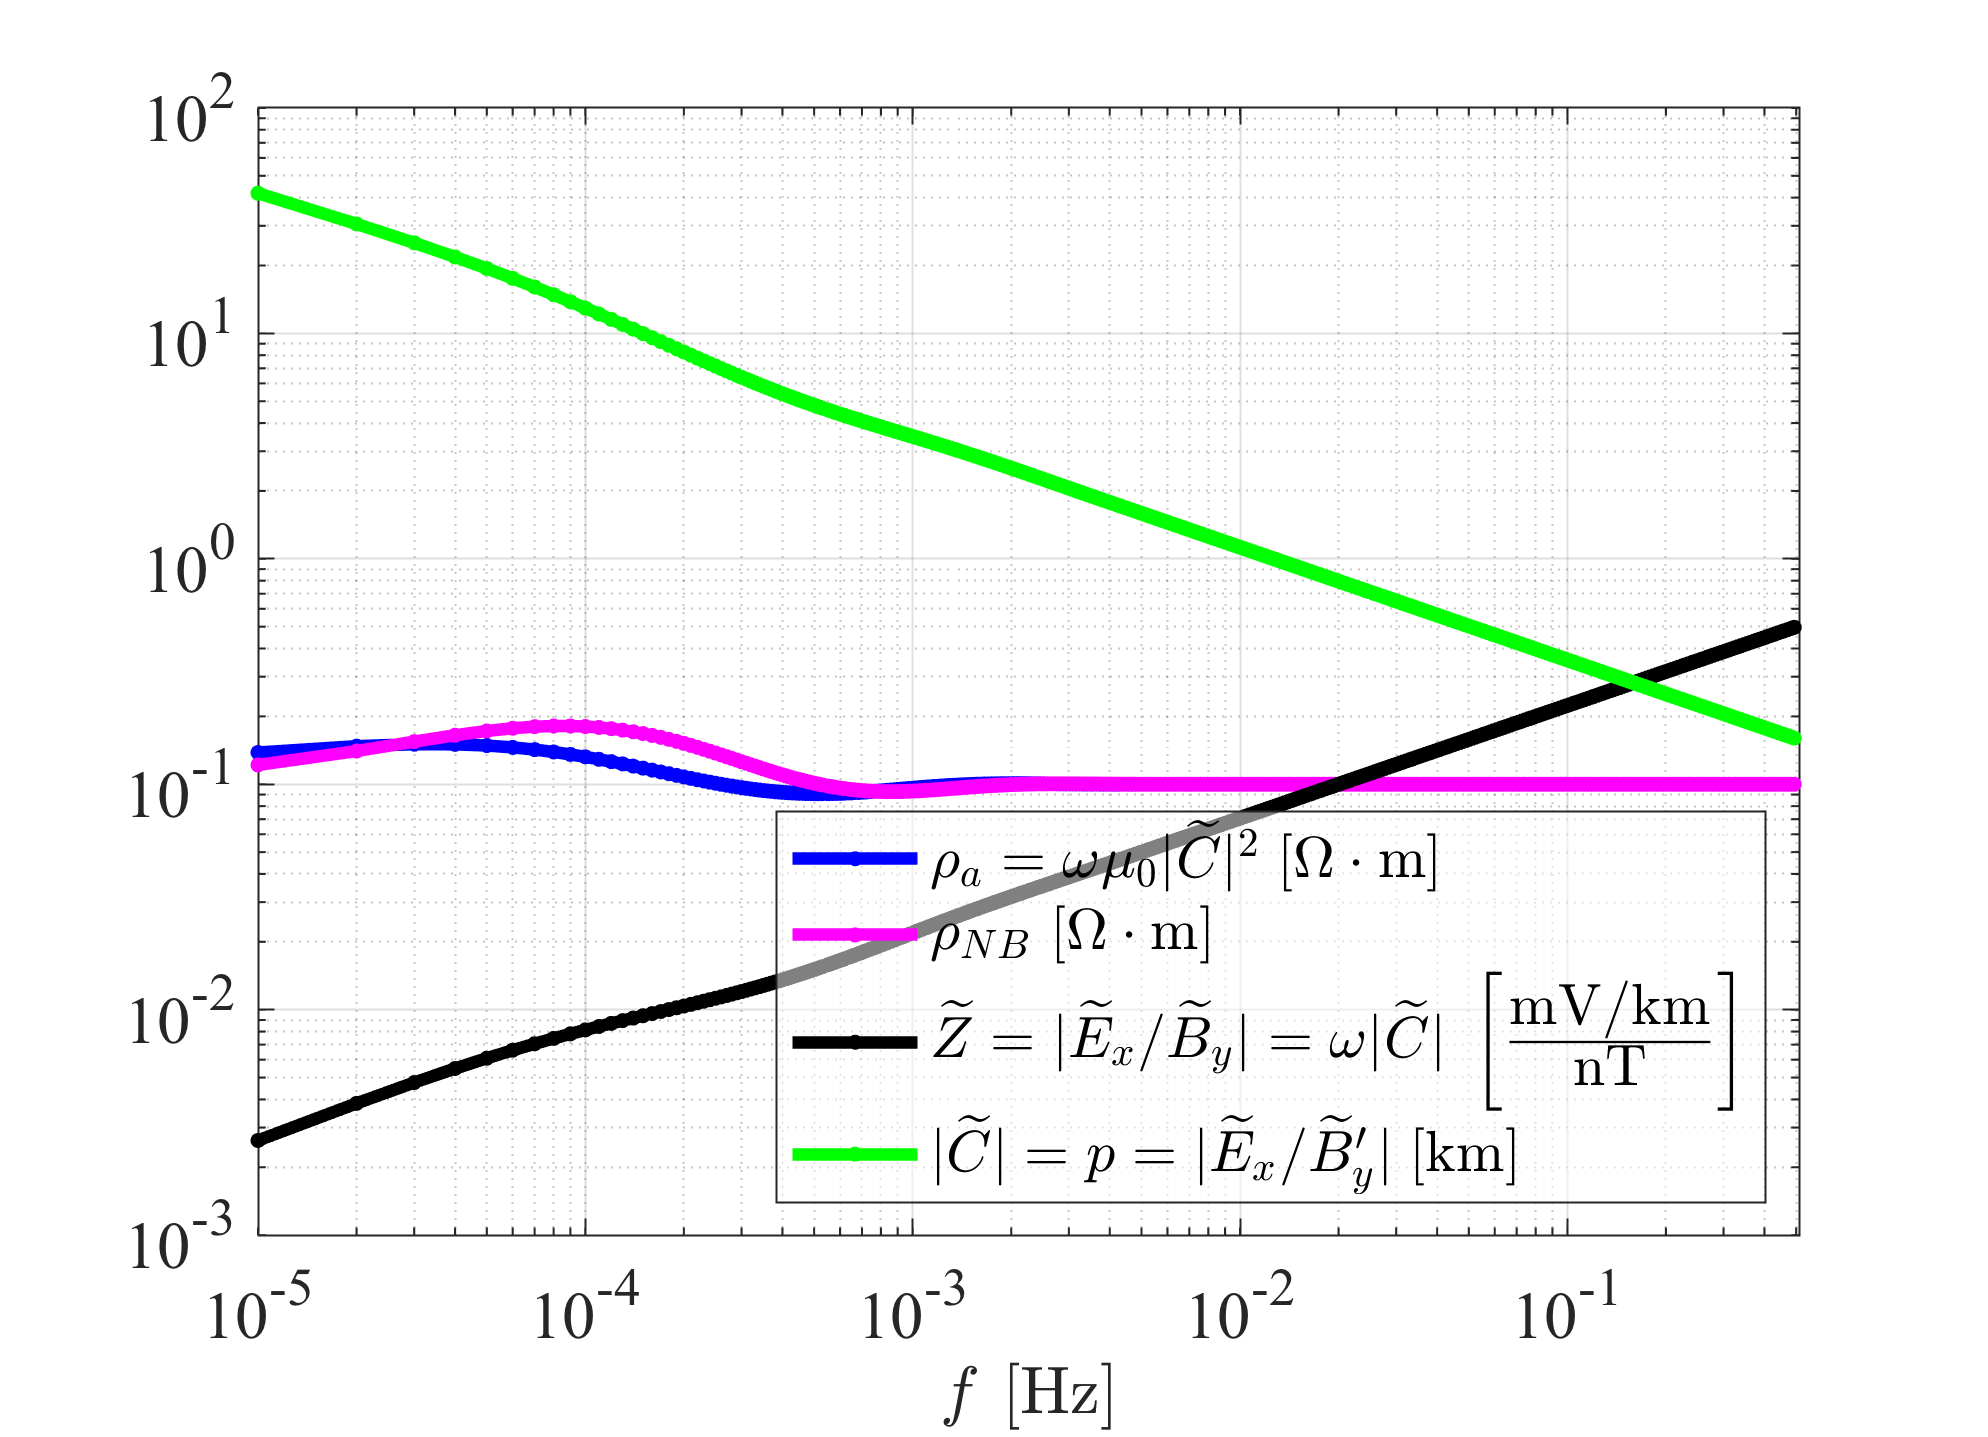 10^2
10^1
10^0
10^-1
10^-2
10^-3
ρ_a = ωμ_0|C̃|^2 [Ω · m]
ρ_NB [Ω · m]
Z̃ = |Ẽ_x/B̃_y| = ω|C̃| [mV/km / nT]
|C̃| = p = |Ẽ_x/B̃′_y| [km]
10^-5 10^-4 10^-3 10^-2 10^-1
f [Hz]